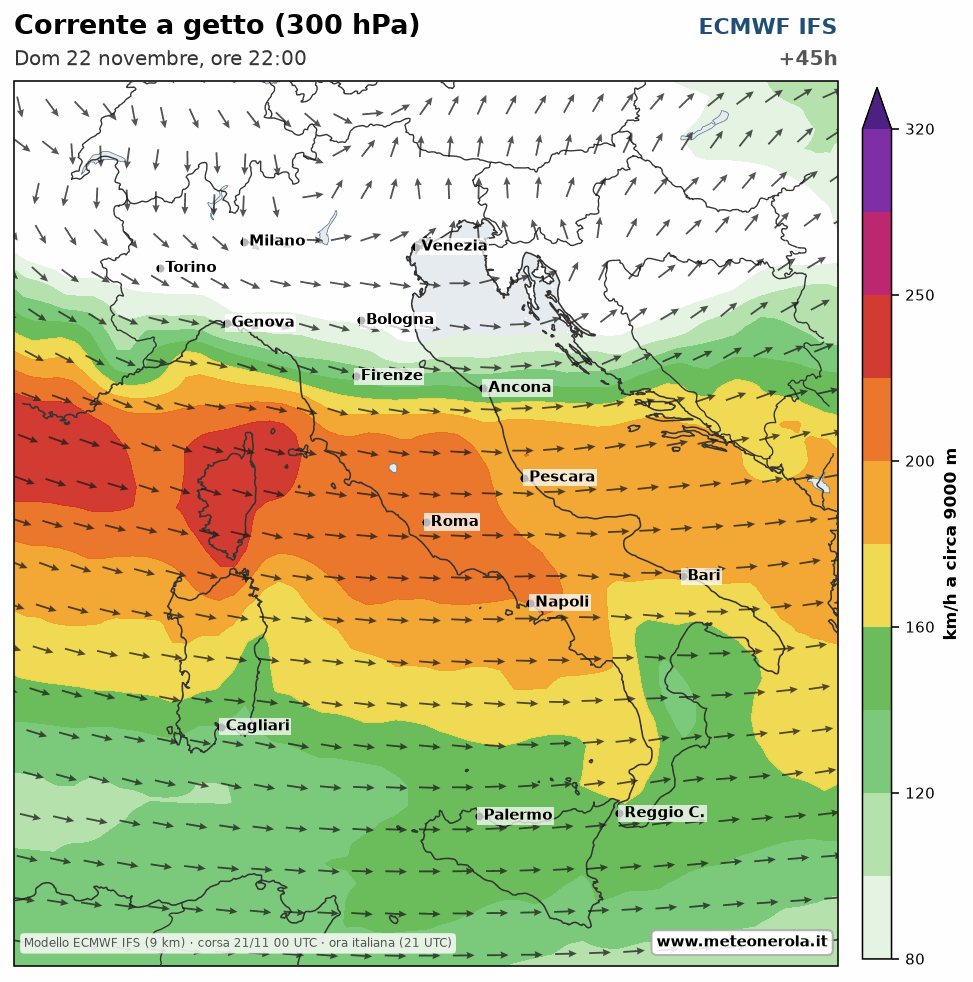 Corrente a getto (300 hPa)
ECMWF IFS
Dom 22 novembre, ore 22:00
+45h
Milano
Venezia
Torino
Genova
Bologna
Firenze
Ancona
Pescara
Roma
Bari
Napoli
Cagliari
Palermo
Reggio C.
320
250
200
160
120
80
km/h a circa 9000 m
Modello ECMWF IFS (9 km) · corsa 21/11 00 UTC · ora italiana (21 UTC)
www.meteonerola.it